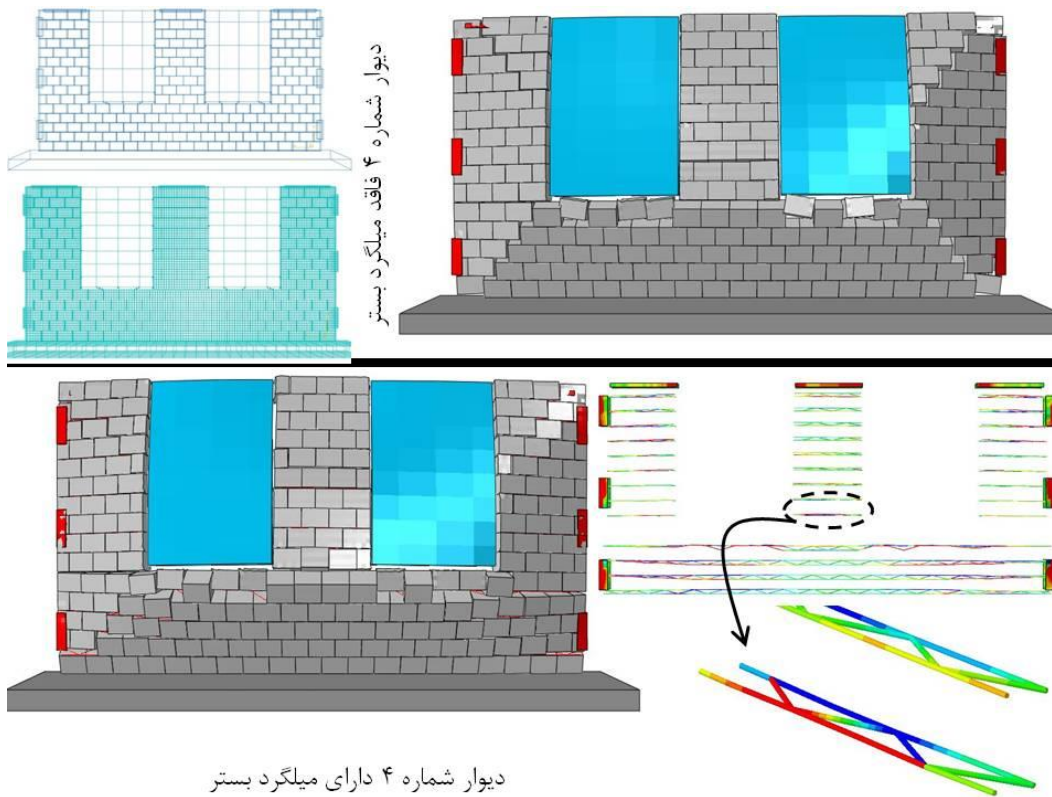 دیوار شماره ۴ فاقد میلگرد بستر
دیوار شماره ۴ دارای میلگرد بستر